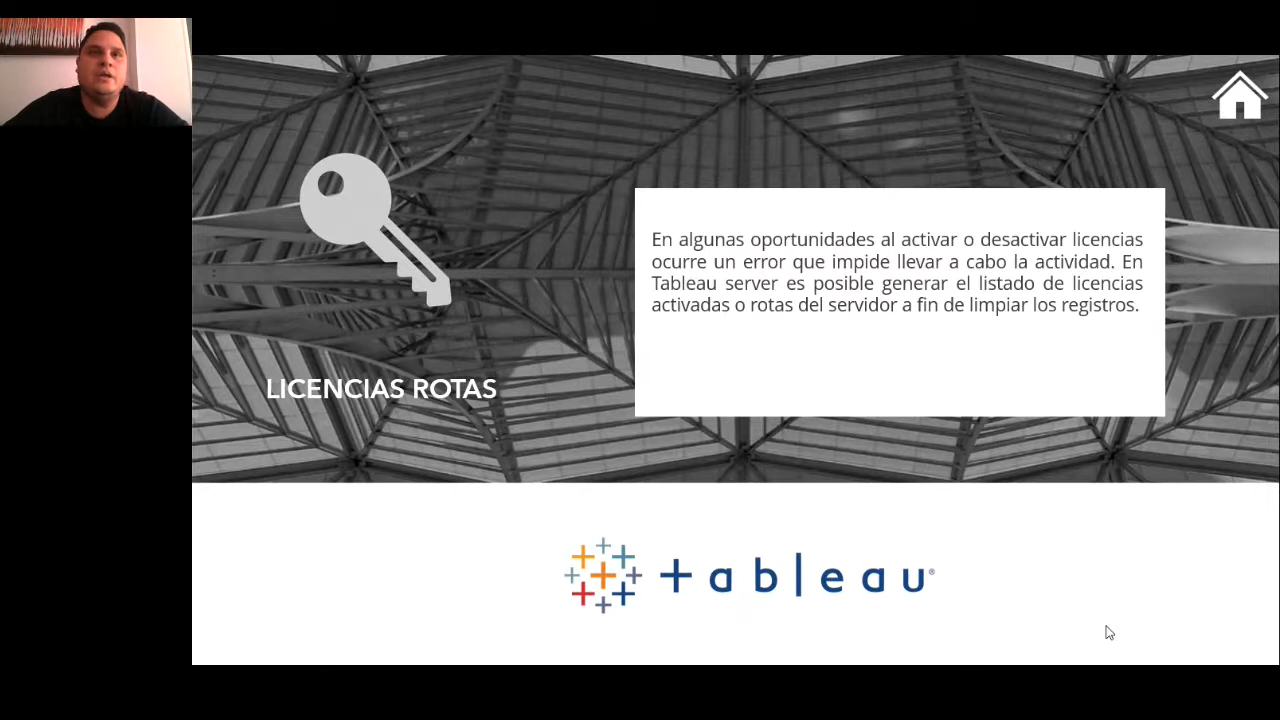 En algunas oportunidades al activar o desactivar licencias
ocurre un error que impide llevar a cabo la actividad. En
Tableau server es posible generar el listado de licencias
activadas o rotas del servidor a fin de limpiar los registros.
LICENCIAS ROTAS
+ableau®